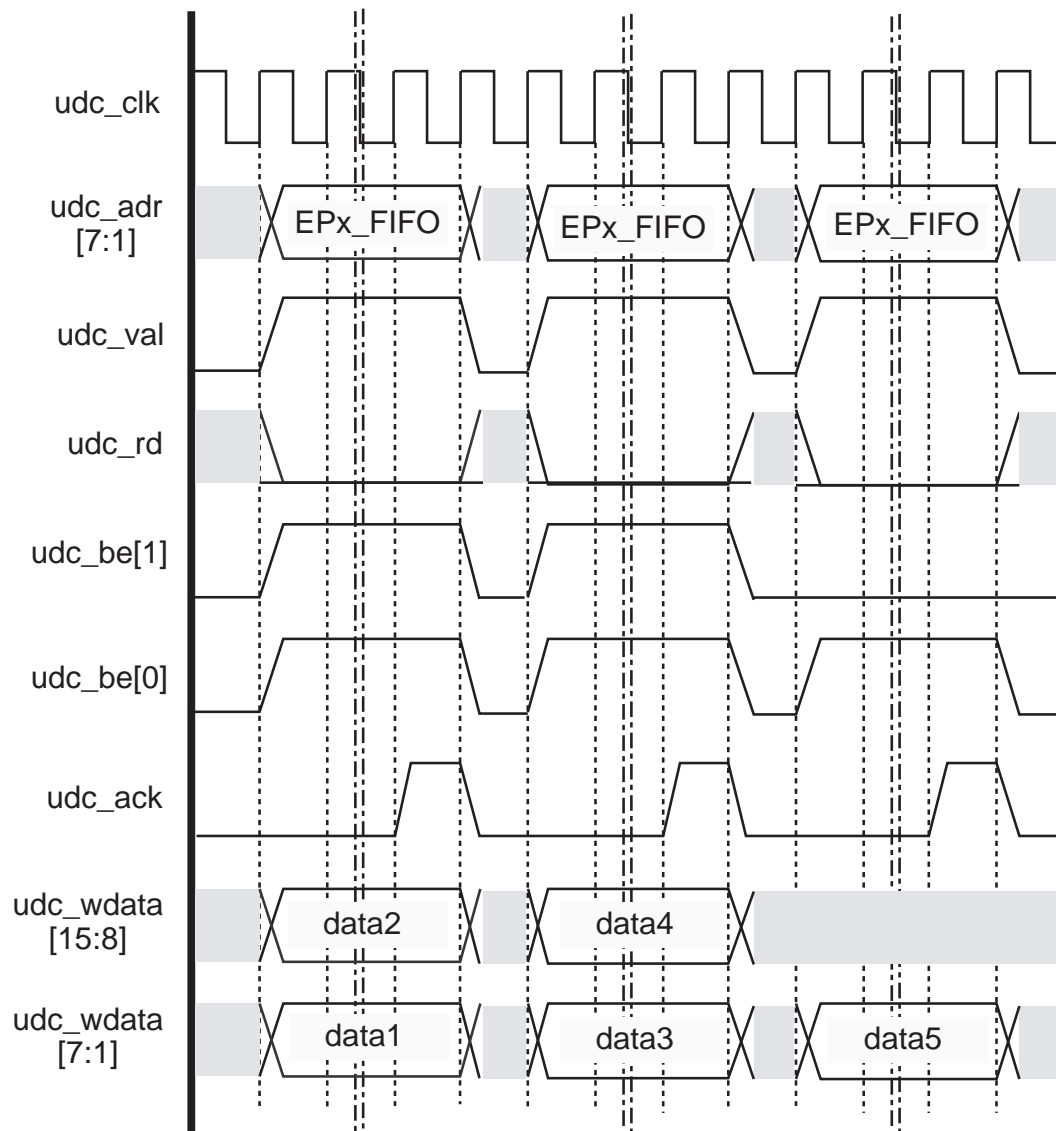 udc_clk
udc_adr
[7:1]
EPx_FIFO
EPx_FIFO
EPx_FIFO
udc_val
udc_rd
udc_be[1]
udc_be[0]
udc_ack
udc_wdata
[15:8]
data2
data4
udc_wdata
[7:1]
data1
data3
data5